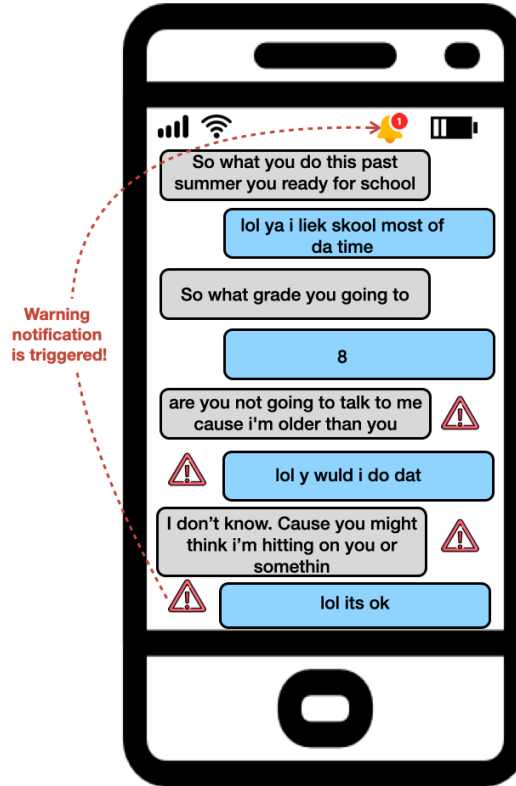 1
So what you do this past
summer you ready for school
lol ya i liek skool most of
da time
So what grade you going to
8
Warning
notification
is triggered!
are you not going to talk to me
cause i'm older than you
lol y wuld i do dat
I don’t know. Cause you might
think i’m hitting on you or
somethin
lol its ok